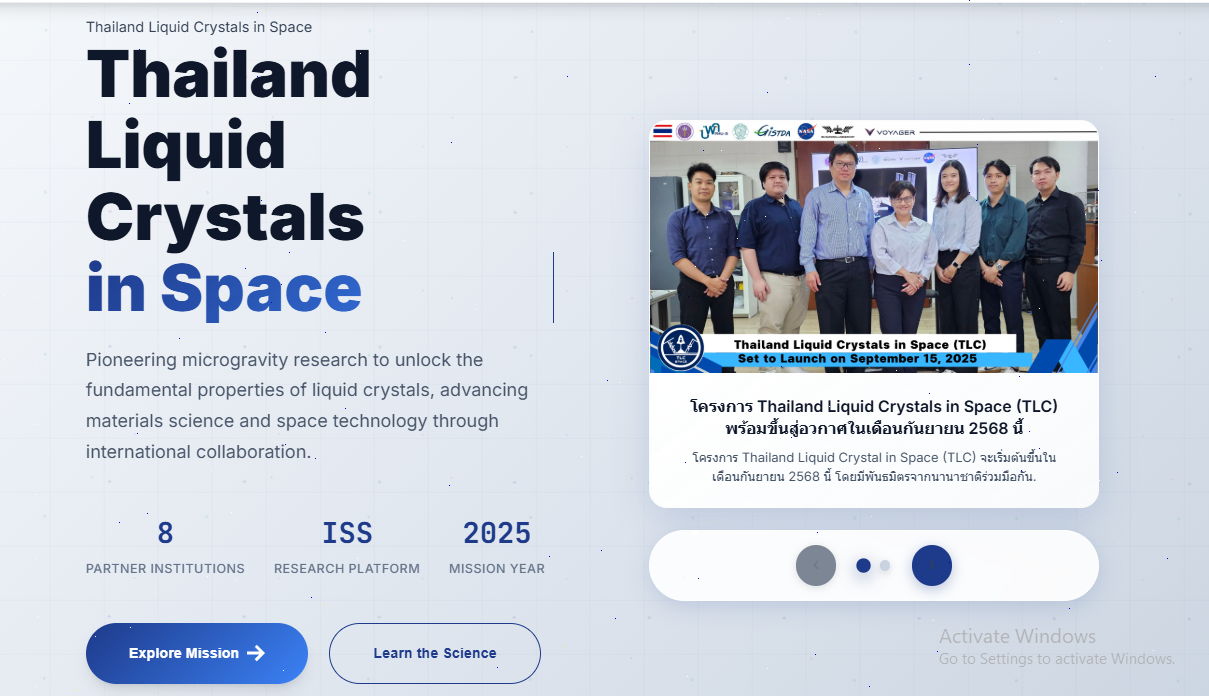 Thailand Liquid Crystals in Space
Thailand
Liquid
Crystals
in Space
Pioneering microgravity research to unlock the
fundamental properties of liquid crystals, advancing
materials science and space technology through
international collaboration.
8
PARTNER INSTITUTIONS
ISS
RESEARCH PLATFORM
2025
MISSION YEAR
Explore Mission
Learn the Science
GISTDA
NASA
VOYAGER
TLC
Thailand Liquid Crystals in Space (TLC)
Set to Launch on September 15, 2025
โครงการ Thailand Liquid Crystals in Space (TLC)
พร้อมขึ้นสู่อวกาศในเดือนกันยายน 2568 นี้
โครงการ Thailand Liquid Crystal in Space (TLC) จะเริ่มต้นขึ้นใน
เดือนกันยายน 2568 นี้ โดยมีพันธมิตรจากนานาชาติร่วมมือกัน.
Activate Windows
Go to Settings to activate Windows.